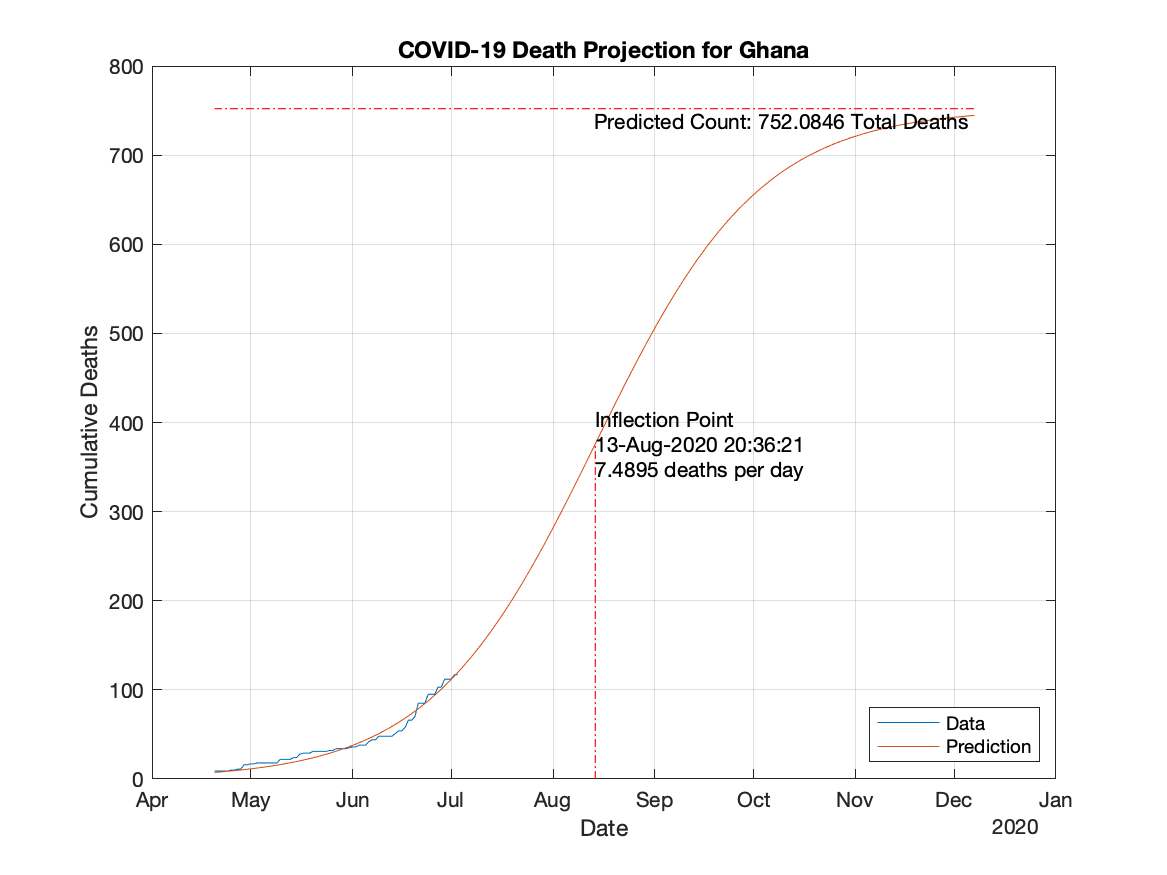 COVID-19 Death Projection for Ghana
800
700
600
500
400
300
200
100
0
Cumulative Deaths
Predicted Count: 752.0846 Total Deaths
Inflection Point
13-Aug-2020 20:36:21
7.4895 deaths per day
Data
Prediction
Apr May Jun Jul Aug Sep Oct Nov Dec Jan
Date
2020